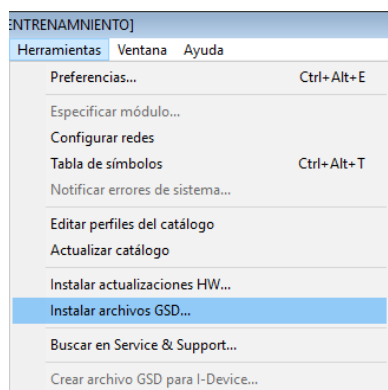 ENTRENAMNIENTO]
Herramientas Ventana Ayuda
Preferencias... Ctrl+Alt+E
Especificar módulo...
Configurar redes
Tabla de símbolos Ctrl+Alt+T
Notificar errores de sistema...
Editar perfiles del catálogo
Actualizar catálogo
Instalar actualizaciones HW...
Instalar archivos GSD...
Buscar en Service & Support...
Crear archivo GSD para I-Device...